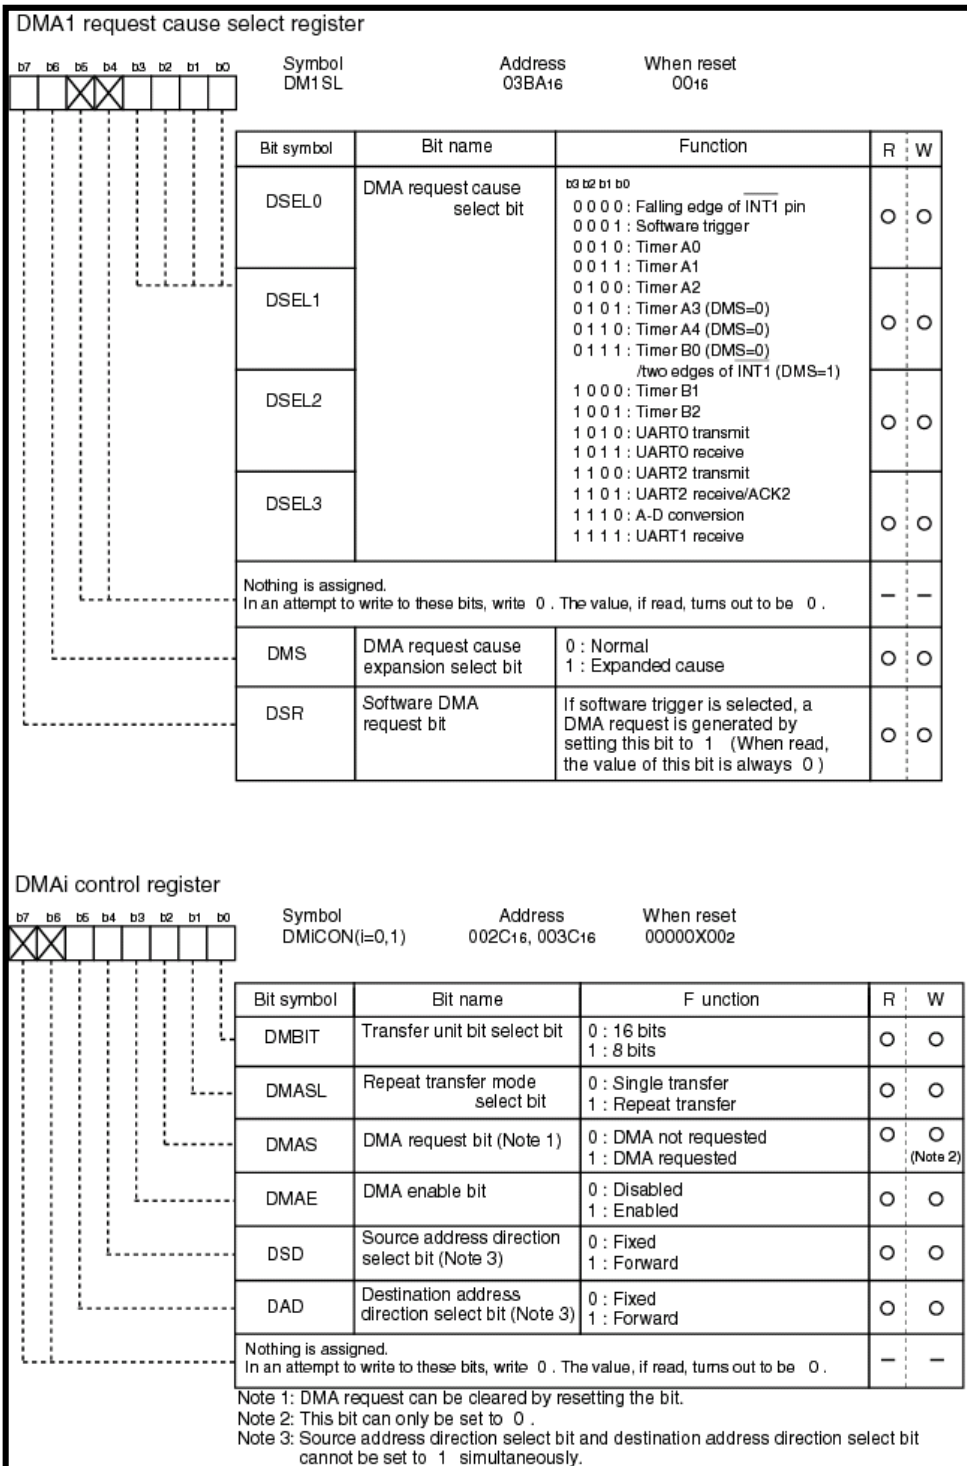 DMA1 request cause select register
b7 b6 b5 b4 b3 b2 b1 b0
Symbol Address When reset
DM1SL 03BA16 0016
Bit symbol Bit name Function R W
DSEL0 DMA request cause select bit
b3 b2 b1 b0
0 0 0 0 : Falling edge of INT1 pin
0 0 0 1 : Software trigger
0 0 1 0 : Timer A0
0 0 1 1 : Timer A1
DSEL1
0 1 0 0 : Timer A2
0 1 0 1 : Timer A3 (DMS=0)
0 1 1 0 : Timer A4 (DMS=0)
0 1 1 1 : Timer B0 (DMS=0)
/two edges of INT1 (DMS=1)
DSEL2
1 0 0 0 : Timer B1
1 0 0 1 : Timer B2
1 0 1 0 : UART0 transmit
1 0 1 1 : UART0 receive
1 1 0 0 : UART2 transmit
DSEL3
1 1 0 1 : UART2 receive/ACK2
1 1 1 0 : A-D conversion
1 1 1 1 : UART1 receive
Nothing is assigned.
In an attempt to write to these bits, write 0 . The value, if read, turns out to be 0 .
DMS DMA request cause expansion select bit
0 : Normal
1 : Expanded cause
DSR Software DMA request bit
If software trigger is selected, a
DMA request is generated by
setting this bit to 1 (When read,
the value of this bit is always 0 )
DMAi control register
b7 b6 b5 b4 b3 b2 b1 b0
Symbol Address When reset
DMiCON(i=0,1) 002C16, 003C16 00000X002
Bit symbol Bit name F unction R W
DMBIT Transfer unit bit select bit
0 : 16 bits
1 : 8 bits
DMASL Repeat transfer mode select bit
0 : Single transfer
1 : Repeat transfer
DMAS DMA request bit (Note 1)
0 : DMA not requested
1 : DMA requested
(Note 2)
DMAE DMA enable bit
0 : Disabled
1 : Enabled
DSD Source address direction select bit (Note 3)
0 : Fixed
1 : Forward
DAD Destination address direction select bit (Note 3)
0 : Fixed
1 : Forward
Nothing is assigned.
In an attempt to write to these bits, write 0 . The value, if read, turns out to be 0 .
Note 1: DMA request can be cleared by resetting the bit.
Note 2: This bit can only be set to 0 .
Note 3: Source address direction select bit and destination address direction select bit
cannot be set to 1 simultaneously.